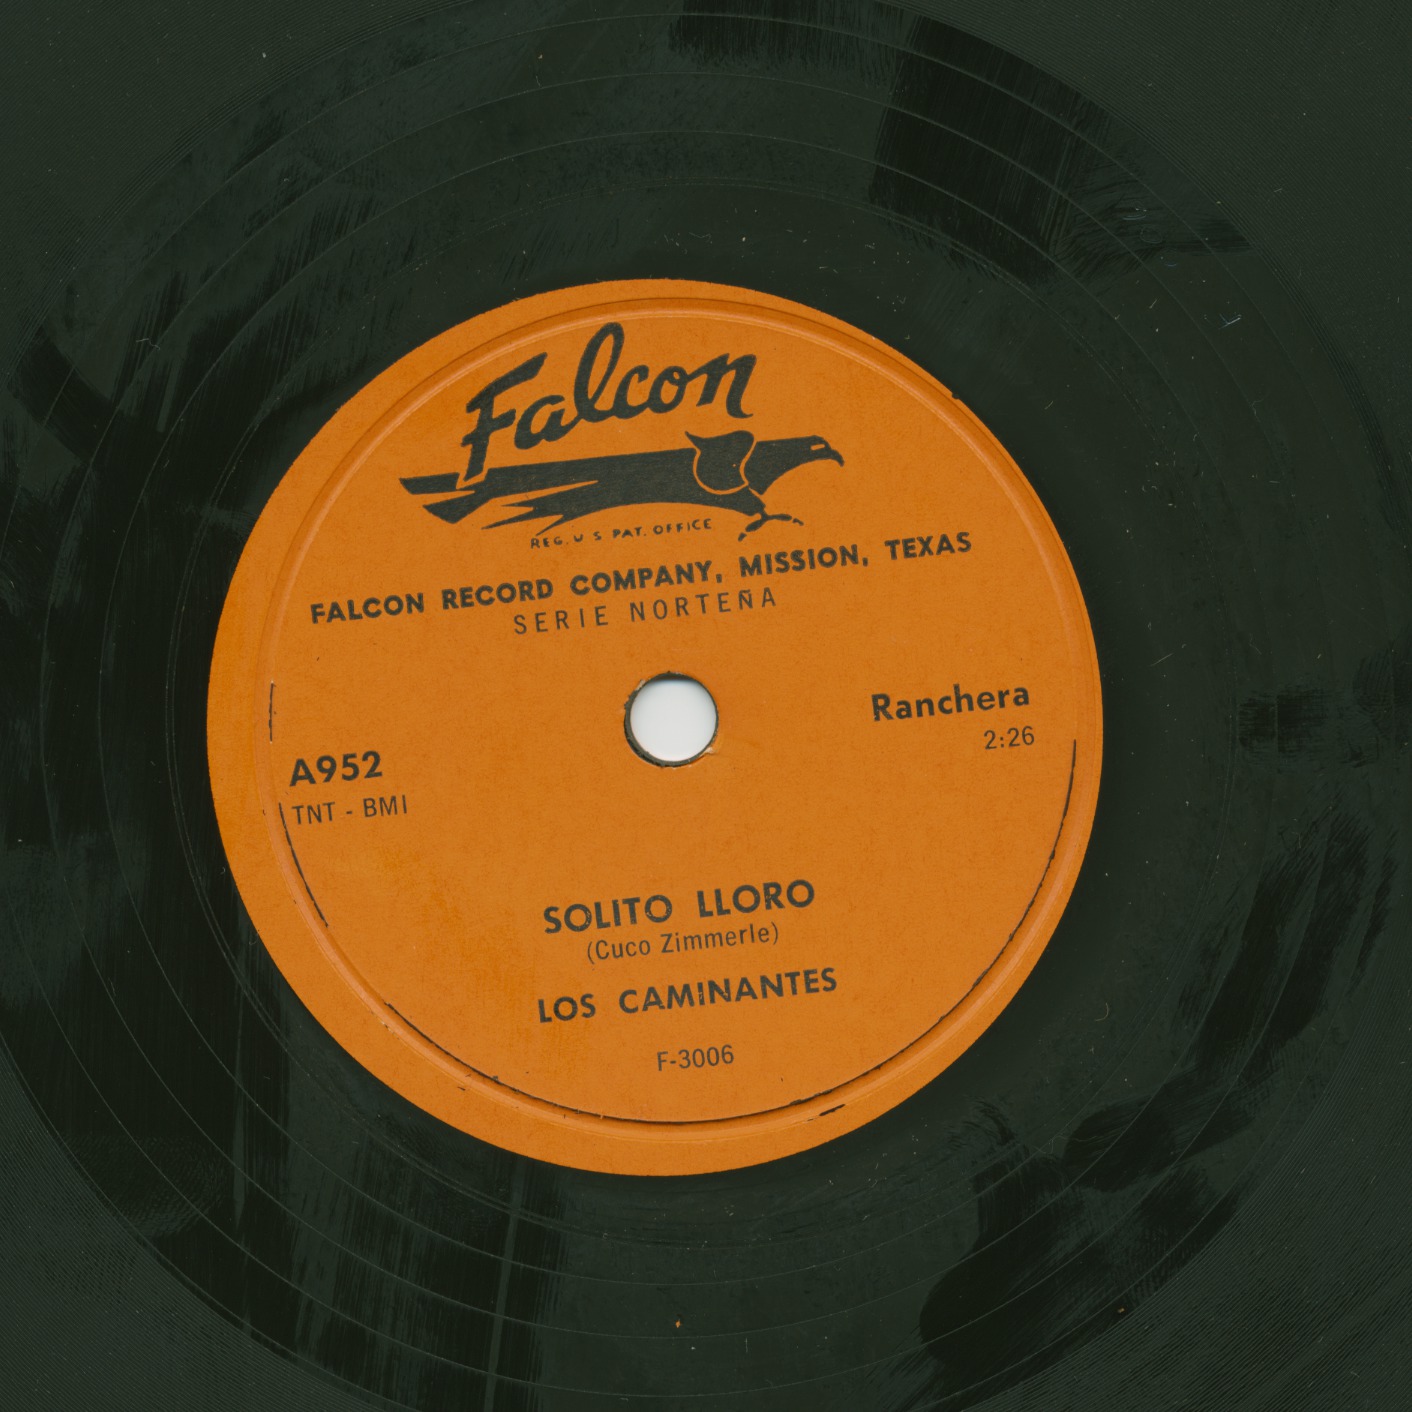 Falcon
REG. U S PAT. OFFICE
FALCON RECORD COMPANY, MISSION, TEXAS
SERIE NORTEÑA
Ranchera
2:26
A952
TNT - BMI
SOLITO LLORO
(Cuco Zimmerle)
LOS CAMINANTES
F-3006